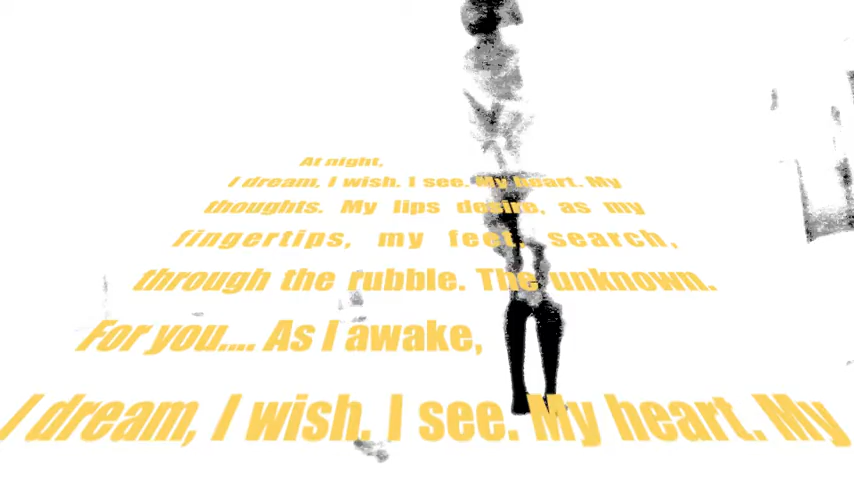 At night,
I dream, I wish. I see. My heart. My
thoughts. My lips desire, as my
fingertips, my feet, search,
through the rubble. The unknown.
For you.... As I awake,
I dream, I wish, I see. My heart. My